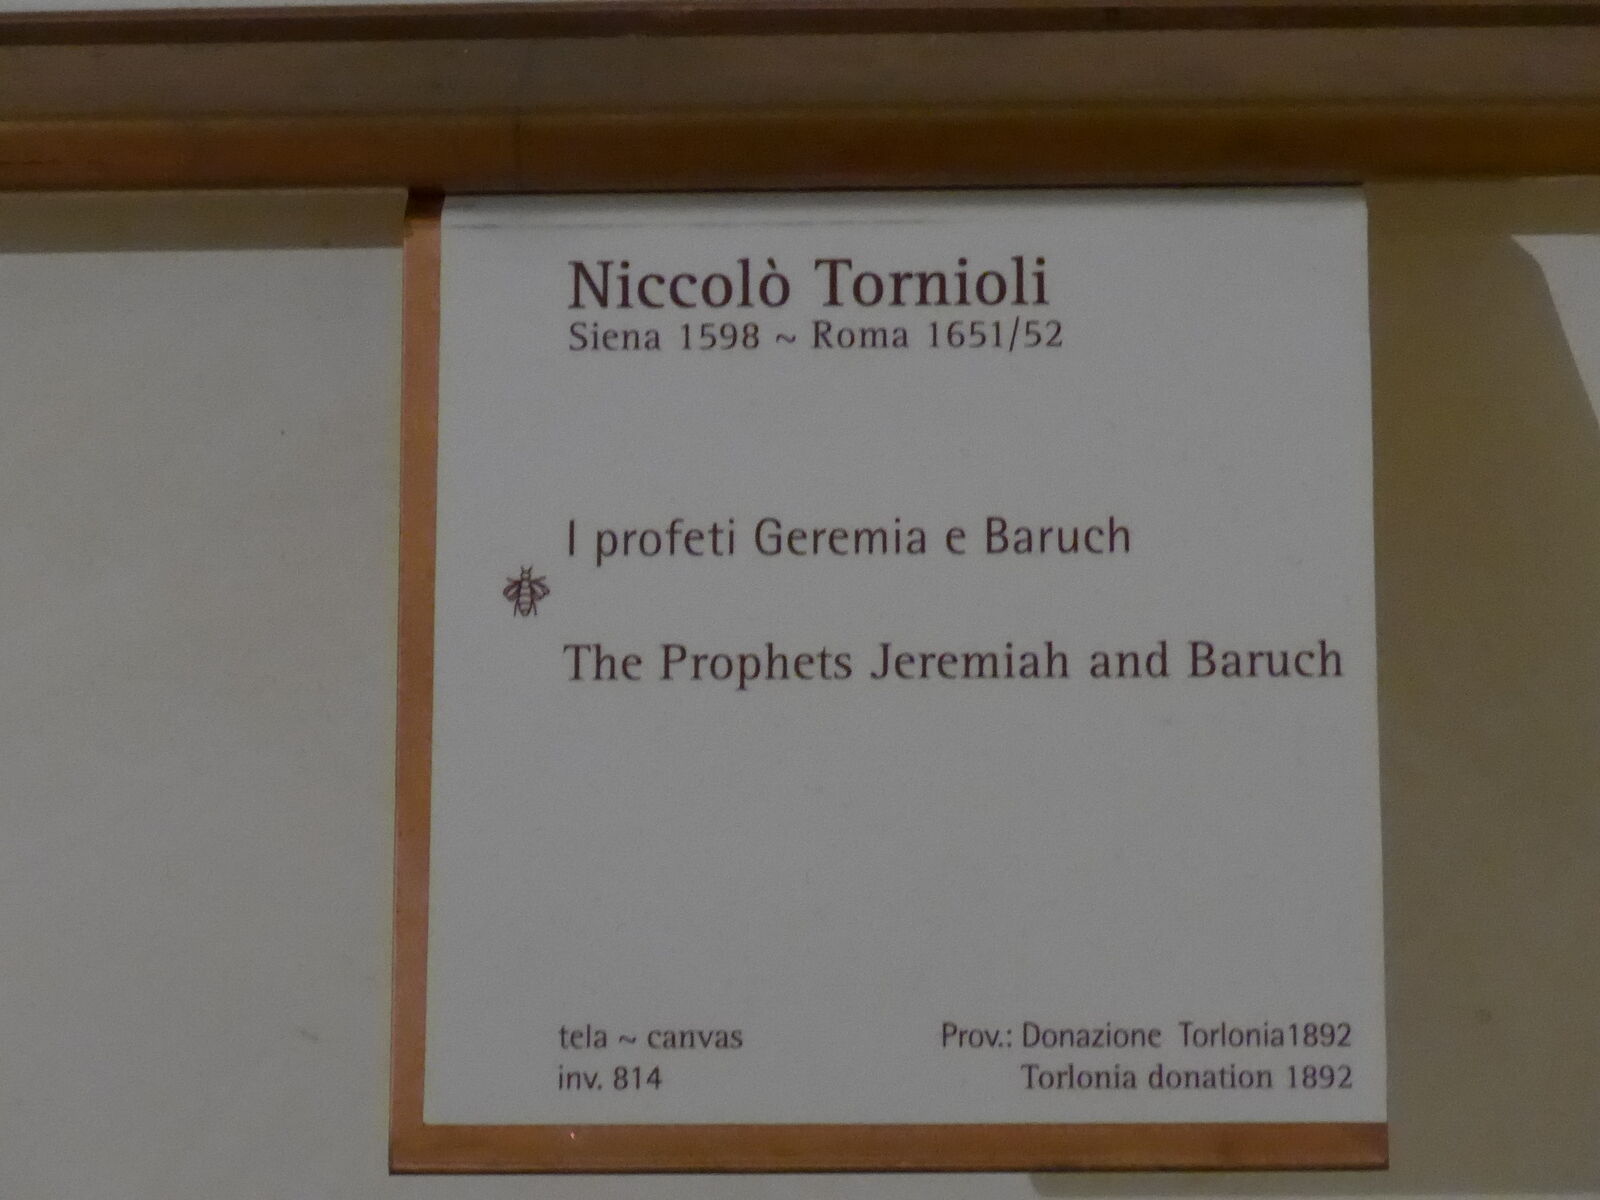 Niccolò Tornioli
Siena 1598 ~ Roma 1651/52
I profeti Geremia e Baruch
The Prophets Jeremiah and Baruch
tela ~ canvas
inv. 814
Prov.: Donazione Torlonia1892
Torlonia donation 1892